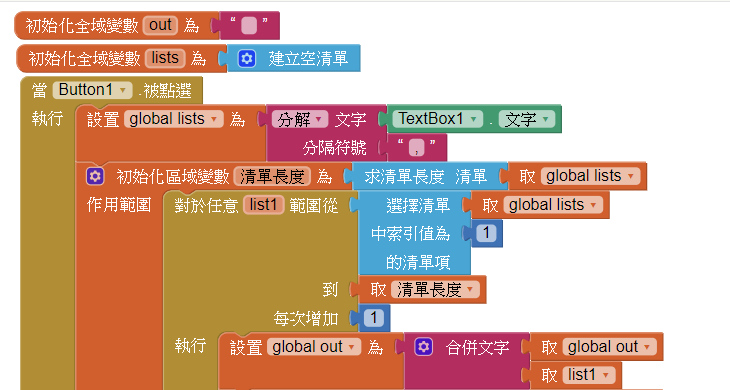 初始化全域變數 out 為 “ ”
初始化全域變數 lists 為 建立空清單
當 Button1 .被點選
執行 設置 global lists 為 分解 文字 TextBox1 . 文字
分隔符號 “ , ”
初始化區域變數 清單長度 為 求清單長度 清單 取 global lists
作用範圍 對於任意 list1 範圍從 選擇清單 取 global lists
中索引值為 1
的清單項
到 取 清單長度
每次增加 1
執行 設置 global out 為 合併文字 取 global out
取 list1